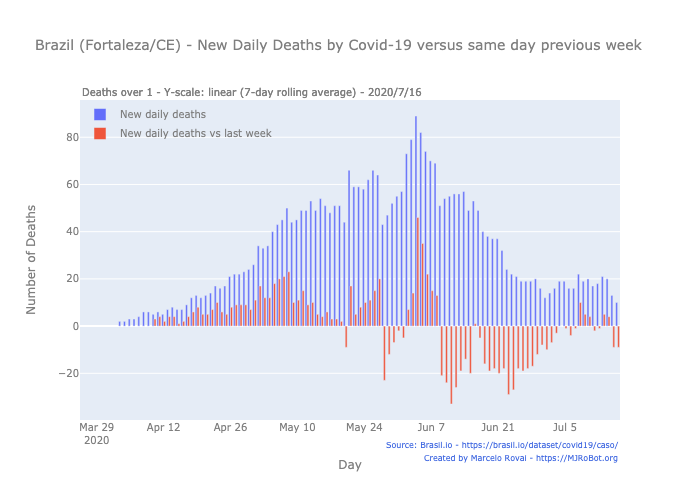 Brazil (Fortaleza/CE) - New Daily Deaths by Covid-19 versus same day previous week
Deaths over 1 - Y-scale: linear (7-day rolling average) - 2020/7/16
New daily deaths
New daily deaths vs last week
80
60
40
20
0
−20
Number of Deaths
Mar 29
2020
Apr 12
Apr 26
May 10
May 24
Jun 7
Jun 21
Jul 5
Day
Source: Brasil.io - https://brasil.io/dataset/covid19/caso/
Created by Marcelo Rovai - https://MJRoBot.org